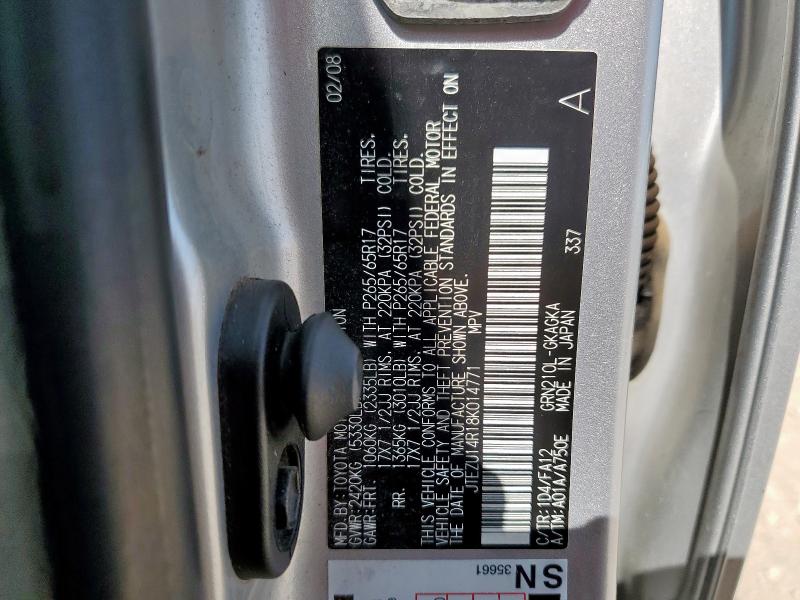 MFD.BY:TOYOTA MOT TON 02/08
GVWR:2420KG (5330LB
GAWR:FRT. 1060KG (2335LB) WITH P265/65R17 TIRES,
17X7 1/2JJ RIMS, AT 220KPA (32PSI) COLD.
RR. 1365KG (3010LB) WITH P265/65R17 TIRES,
17X7 1/2JJ RIMS, AT 220KPA (32PSI) COLD.
THIS VEHICLE CONFORMS TO ALL APPLICABLE FEDERAL MOTOR
VEHICLE SAFETY AND THEFT PREVENTION STANDARDS IN EFFECT ON
THE DATE OF MANUFACTURE SHOWN ABOVE.
JTEZU14R18K014771 MPV
C/TR:1D4/FA12 GRN210L-GKAGKA 337
A/TM:A01A/A750E MADE IN JAPAN A
SN
35661